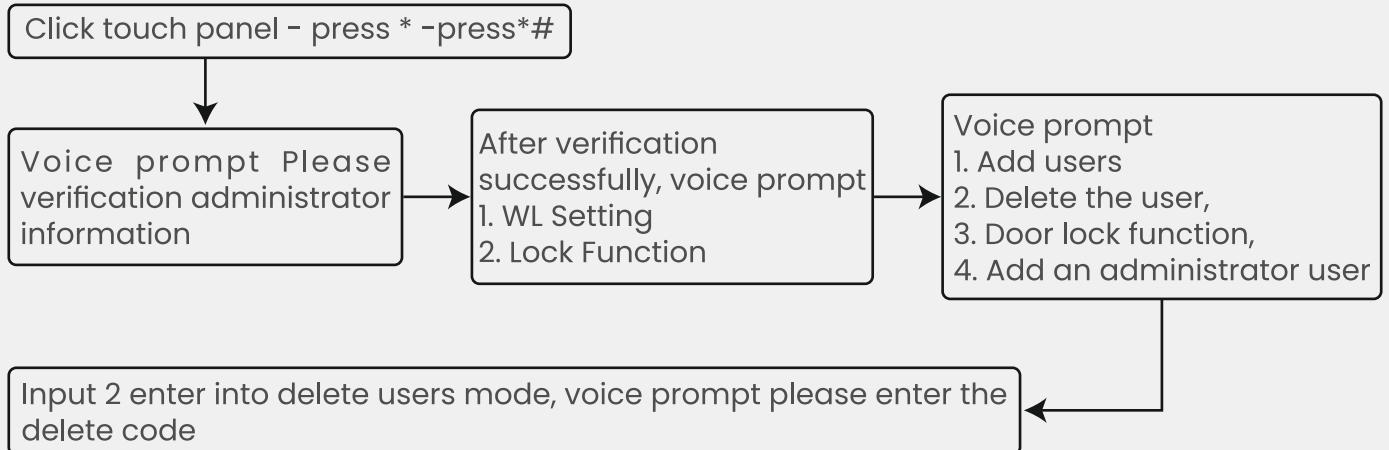 Click touch panel - press * -press*#
Voice prompt Please
verification administrator
information
After verification
successfully, voice prompt
1. WL Setting
2. Lock Function
Voice prompt
1. Add users
2. Delete the user,
3. Door lock function,
4. Add an administrator user
Input 2 enter into delete users mode, voice prompt please enter the
delete code